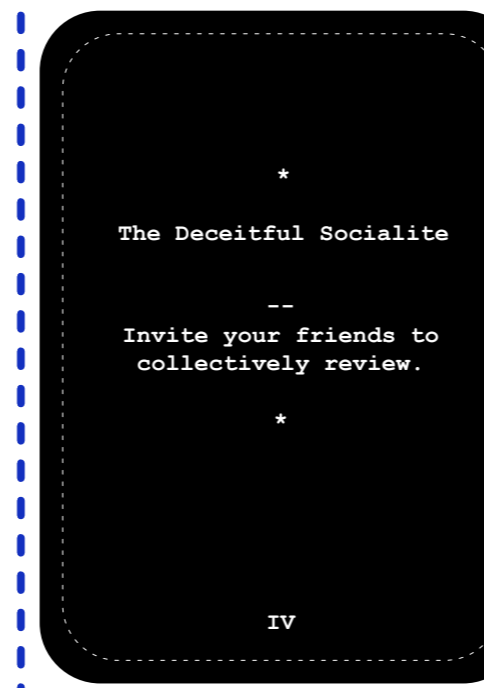 *
The Deceitful Socialite
--
Invite your friends to
collectively review.
*
IV